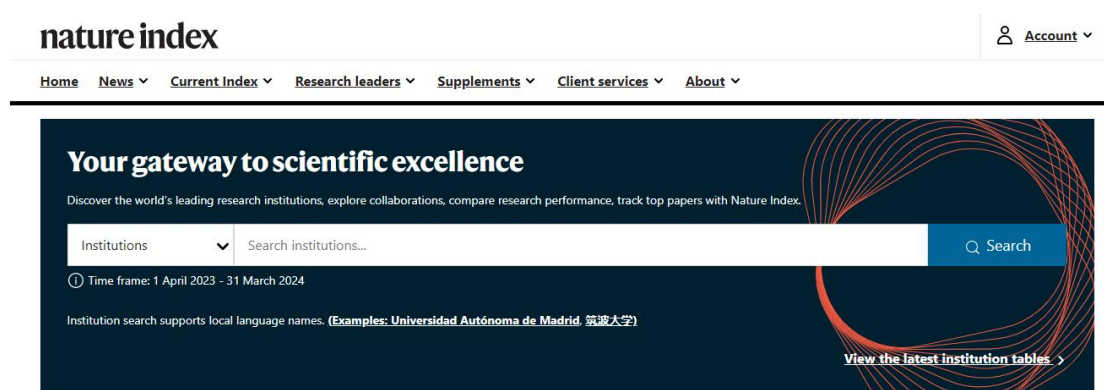 nature index
Account
Home News Current Index Research leaders Supplements Client services About
Your gateway to scientific excellence
Discover the world's leading research institutions, explore collaborations, compare research performance, track top papers with Nature Index.
Institutions Search institutions... Search
Time frame: 1 April 2023 - 31 March 2024
Institution search supports local language names. (Examples: Universidad Autónoma de Madrid, 筑波大学)
View the latest institution tables